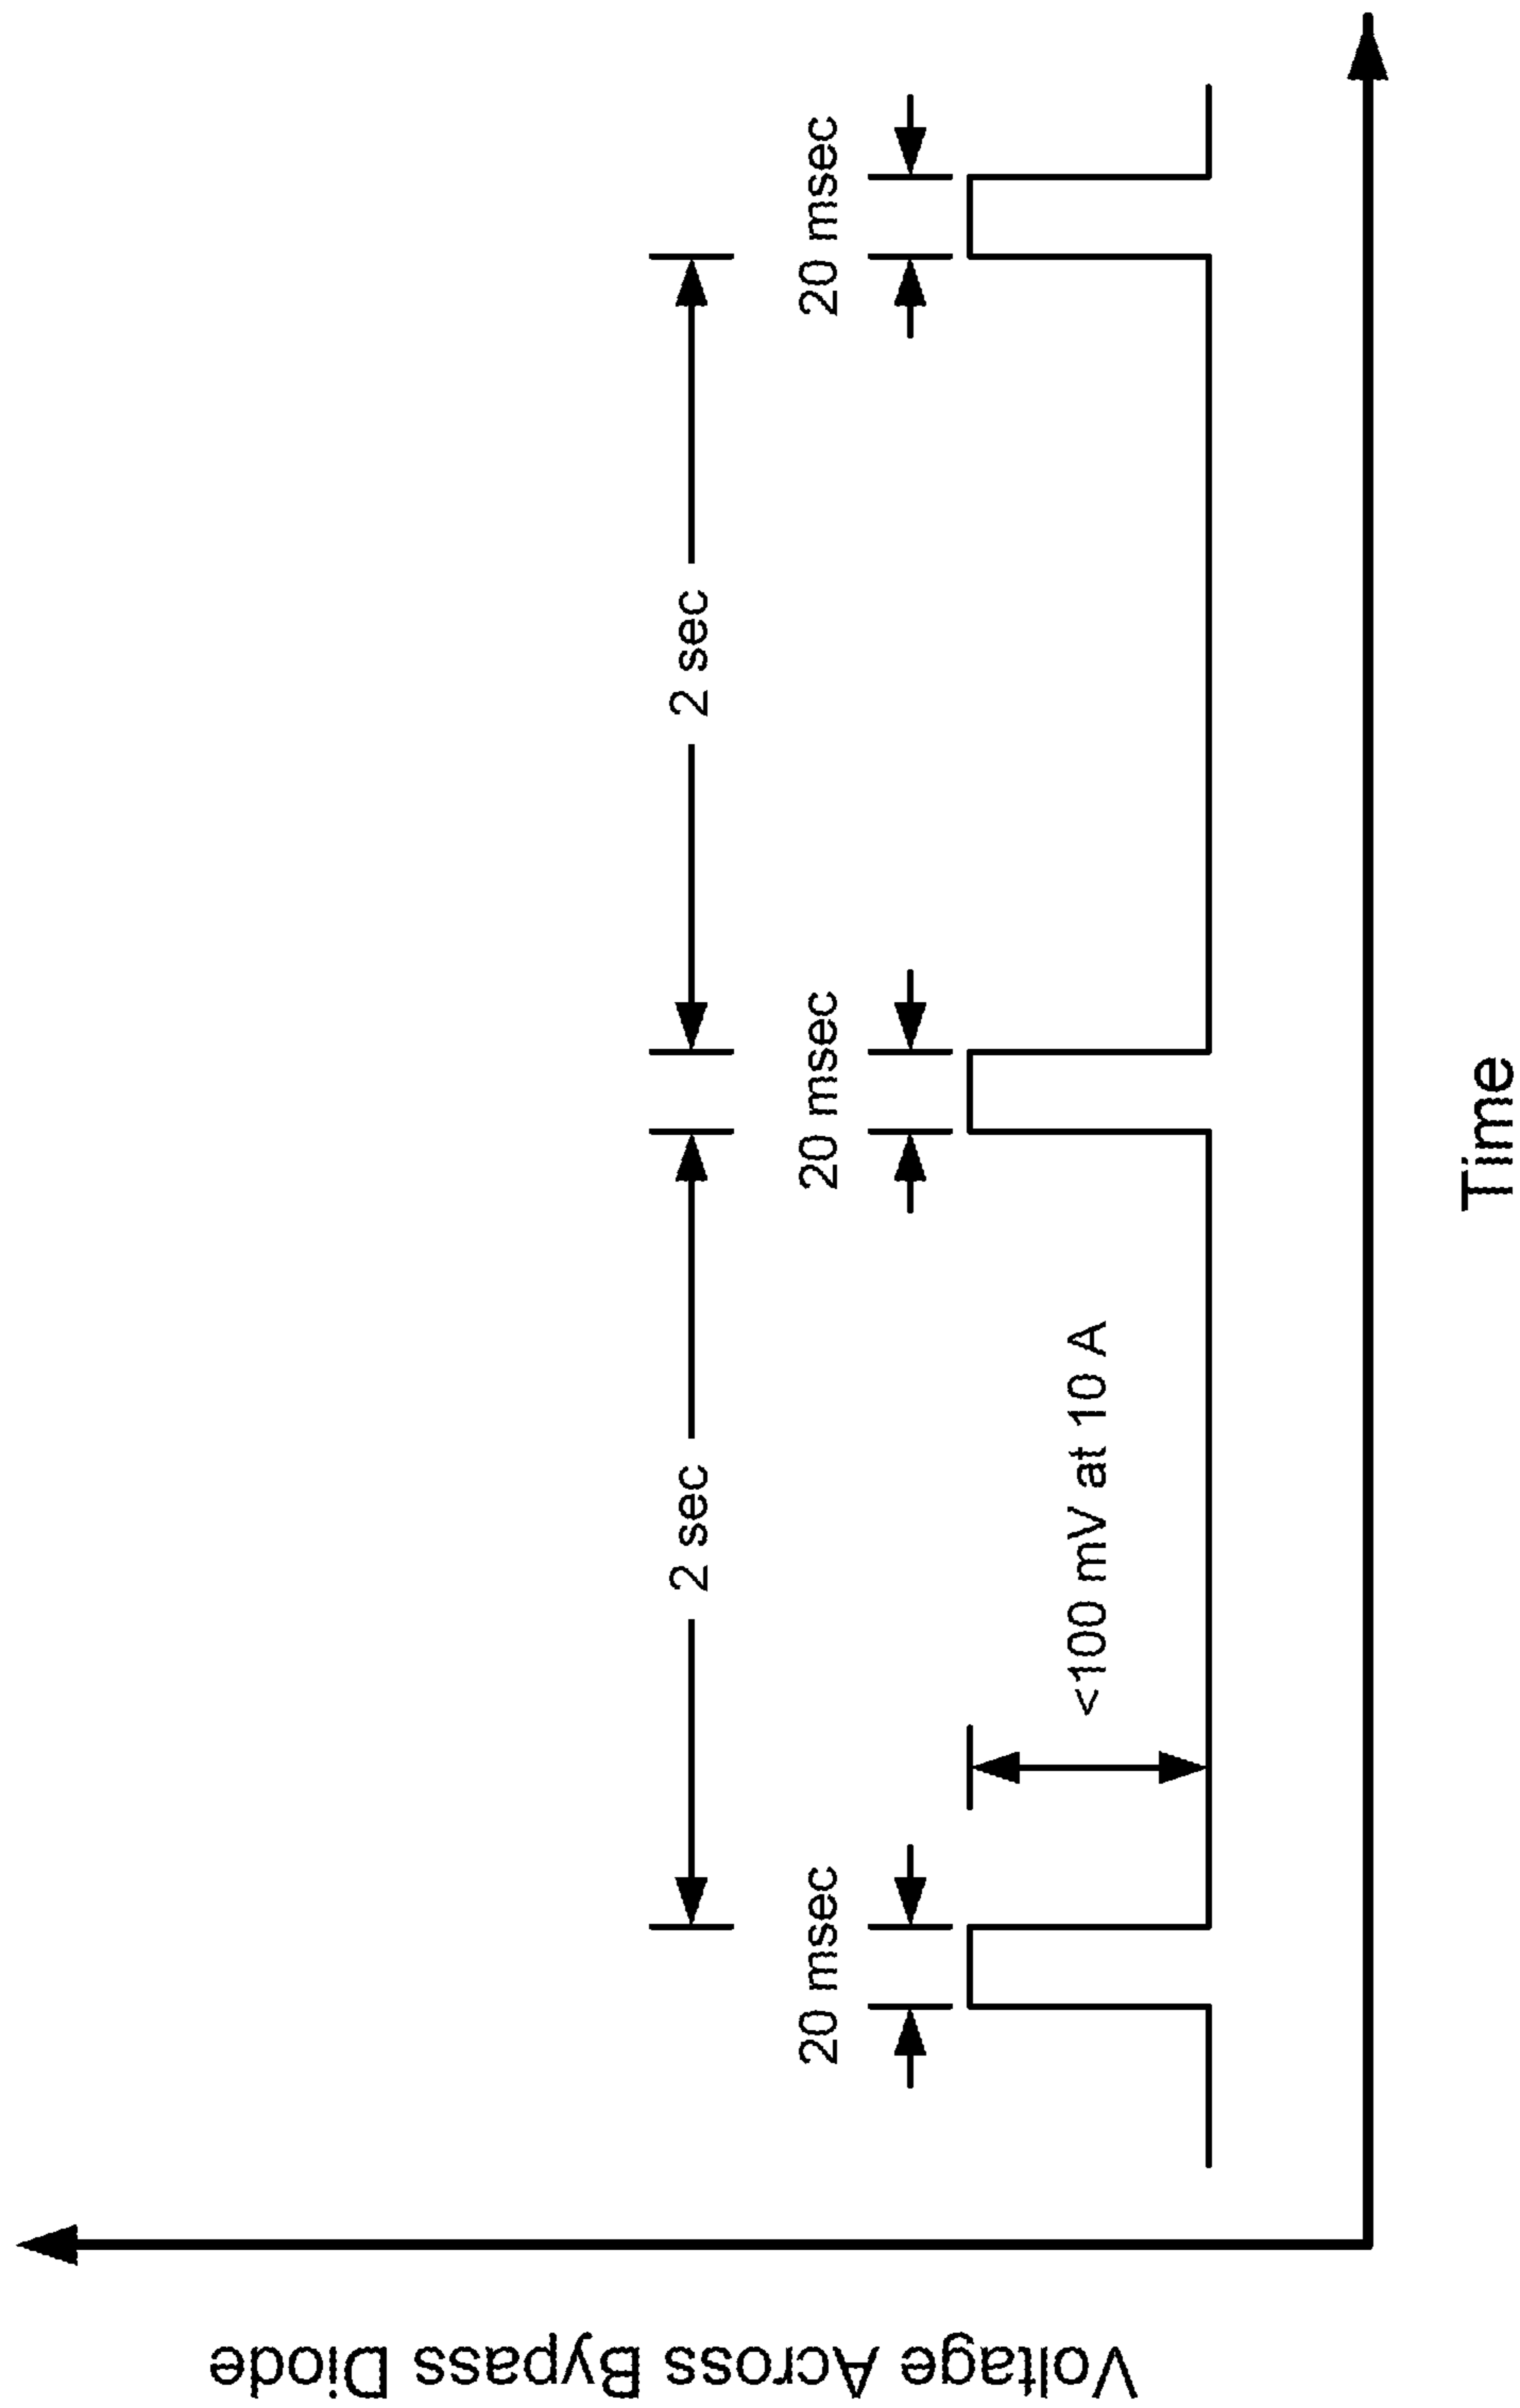 Voltage Across Bypass Diode
2 sec
2 sec
20 msec
20 msec
20 msec
<100 mV at 10 A
Time